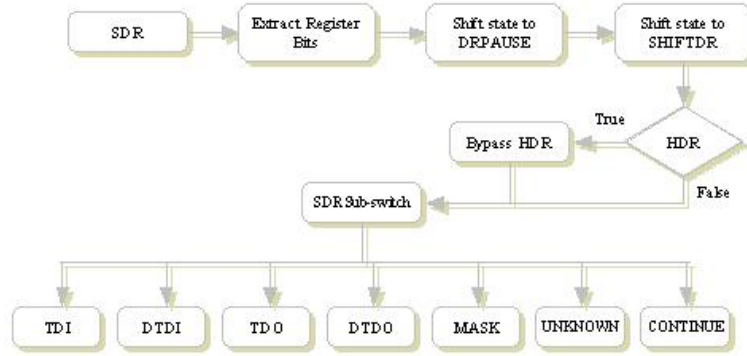 SDR
Extract Register
Bits
Shift state to
DRPAUSE
Shift state to
SHIFTDR
True
Bypass HDR
HDR
False
SDR Sub-switch
TDI
DTDI
TDO
DTDO
MASK
UNKNOWN
CONTINUE